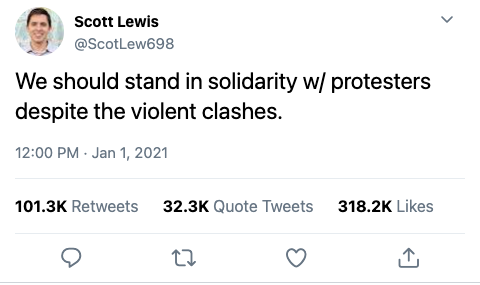 Scott Lewis
@ScotLew698
We should stand in solidarity w/ protesters
despite the violent clashes.
12:00 PM · Jan 1, 2021
101.3K Retweets 32.3K Quote Tweets 318.2K Likes